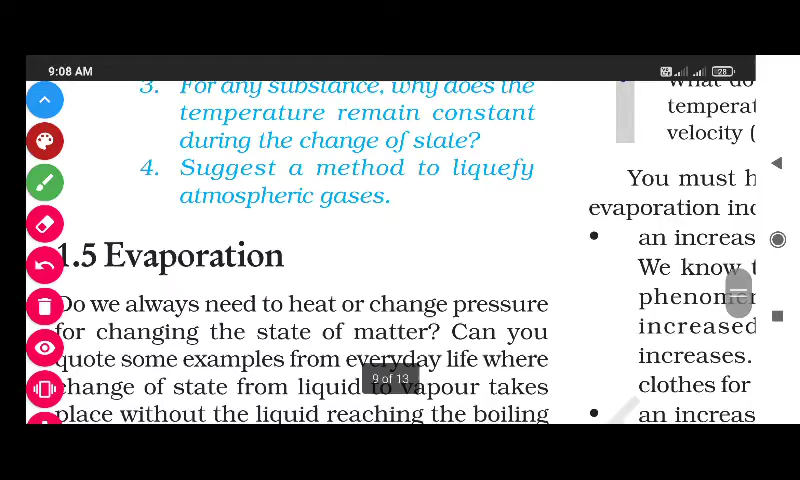 9:08 AM
28
3. For any substance, why does the
temperature remain constant
during the change of state?
4. Suggest a method to liquefy
atmospheric gases.
1.5 Evaporation
Do we always need to heat or change pressure
for changing the state of matter? Can you
quote some examples from everyday life where
change of state from liquid to vapour takes
place without the liquid reaching the boiling
9 of 13
What do
temperat
velocity (
You must h
evaporation inc
• an increas
We know t
phenomen
increased
increases.
clothes for
• an increas